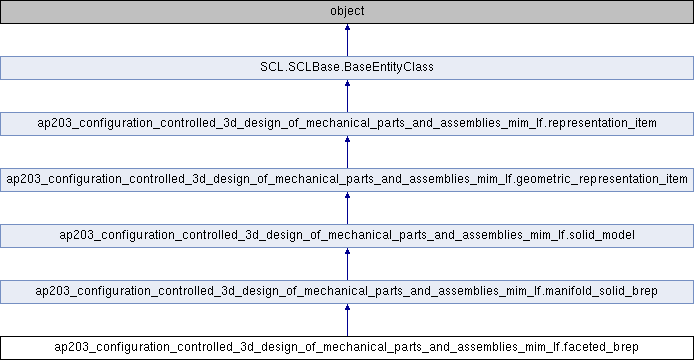 object
SCL.SCLBase.BaseEntityClass
ap203_configuration_controlled_3d_design_of_mechanical_parts_and_assemblies_mim_lf.representation_item
ap203_configuration_controlled_3d_design_of_mechanical_parts_and_assemblies_mim_lf.geometric_representation_item
ap203_configuration_controlled_3d_design_of_mechanical_parts_and_assemblies_mim_lf.solid_model
ap203_configuration_controlled_3d_design_of_mechanical_parts_and_assemblies_mim_lf.manifold_solid_brep
ap203_configuration_controlled_3d_design_of_mechanical_parts_and_assemblies_mim_lf.faceted_brep